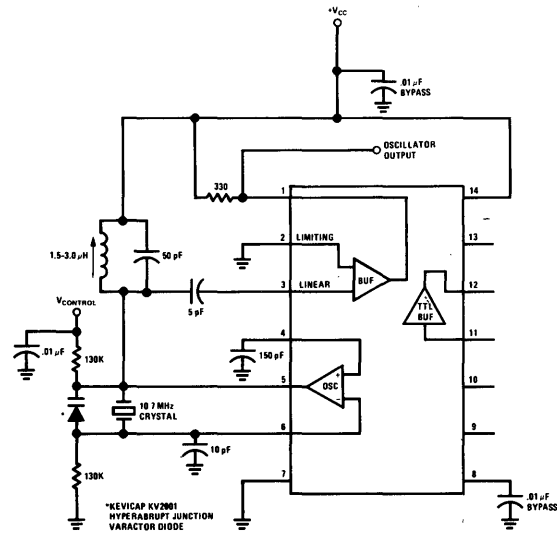 +VCC
.01 µF
BYPASS
OSCILLATOR
OUTPUT
330
1
14
1.5-3.0 µH
50 pF
2
LIMITING
13
BUF
5 pF
3
LINEAR
12
TTL
BUF
VCONTROL
.01 µF
130K
4
150 pF
11
+
OSC
−
5
10
10 7 MHz
CRYSTAL
*
6
9
10 pF
130K
7
8
.01 µF
BYPASS
*KEVICAP KV2001
HYPERABRUPT JUNCTION
VARACTOR DIODE